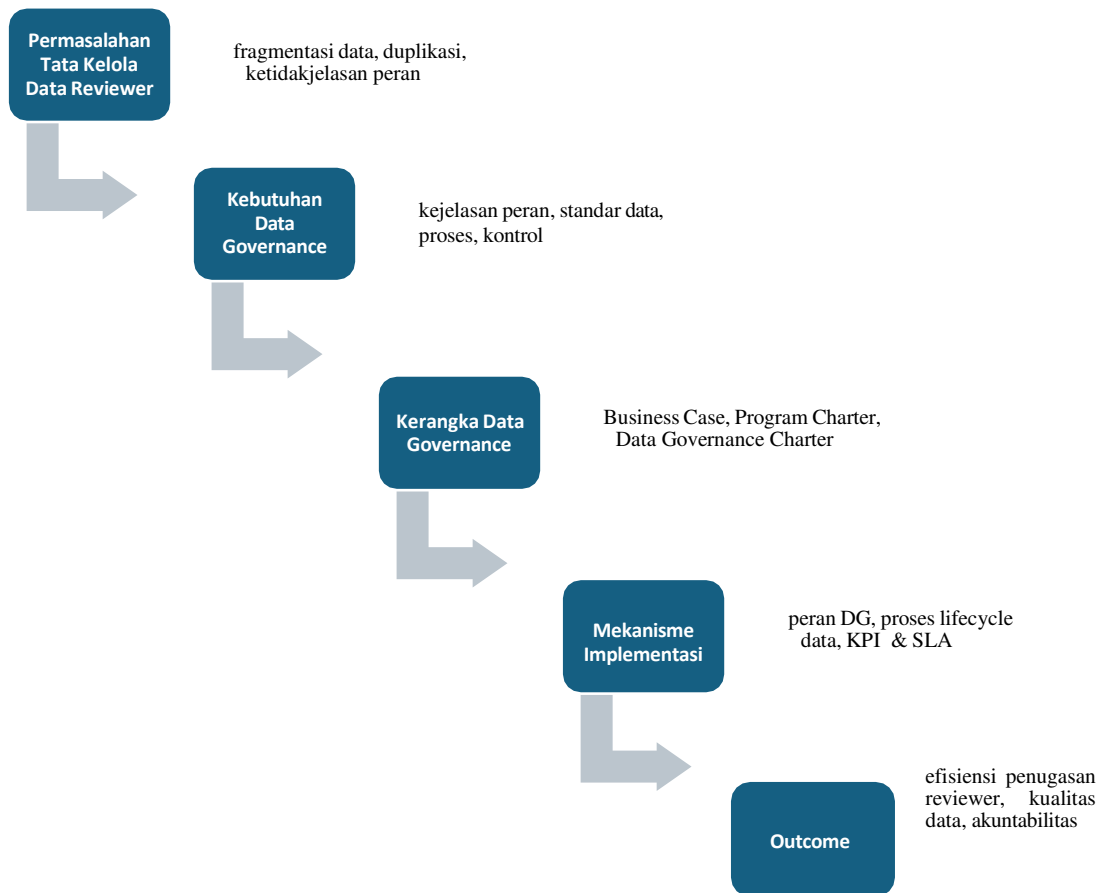 Permasalahan
Tata Kelola
Data Reviewer
fragmentasi data, duplikasi,
ketidakjelasan peran
Kebutuhan
Data
Governance
kejelasan peran, standar data,
proses, kontrol
Kerangka Data
Governance
Business Case, Program Charter,
Data Governance Charter
Mekanisme
Implementasi
peran DG, proses lifecycle
data, KPI & SLA
Outcome
efisiensi penugasan
reviewer, kualitas
data, akuntabilitas